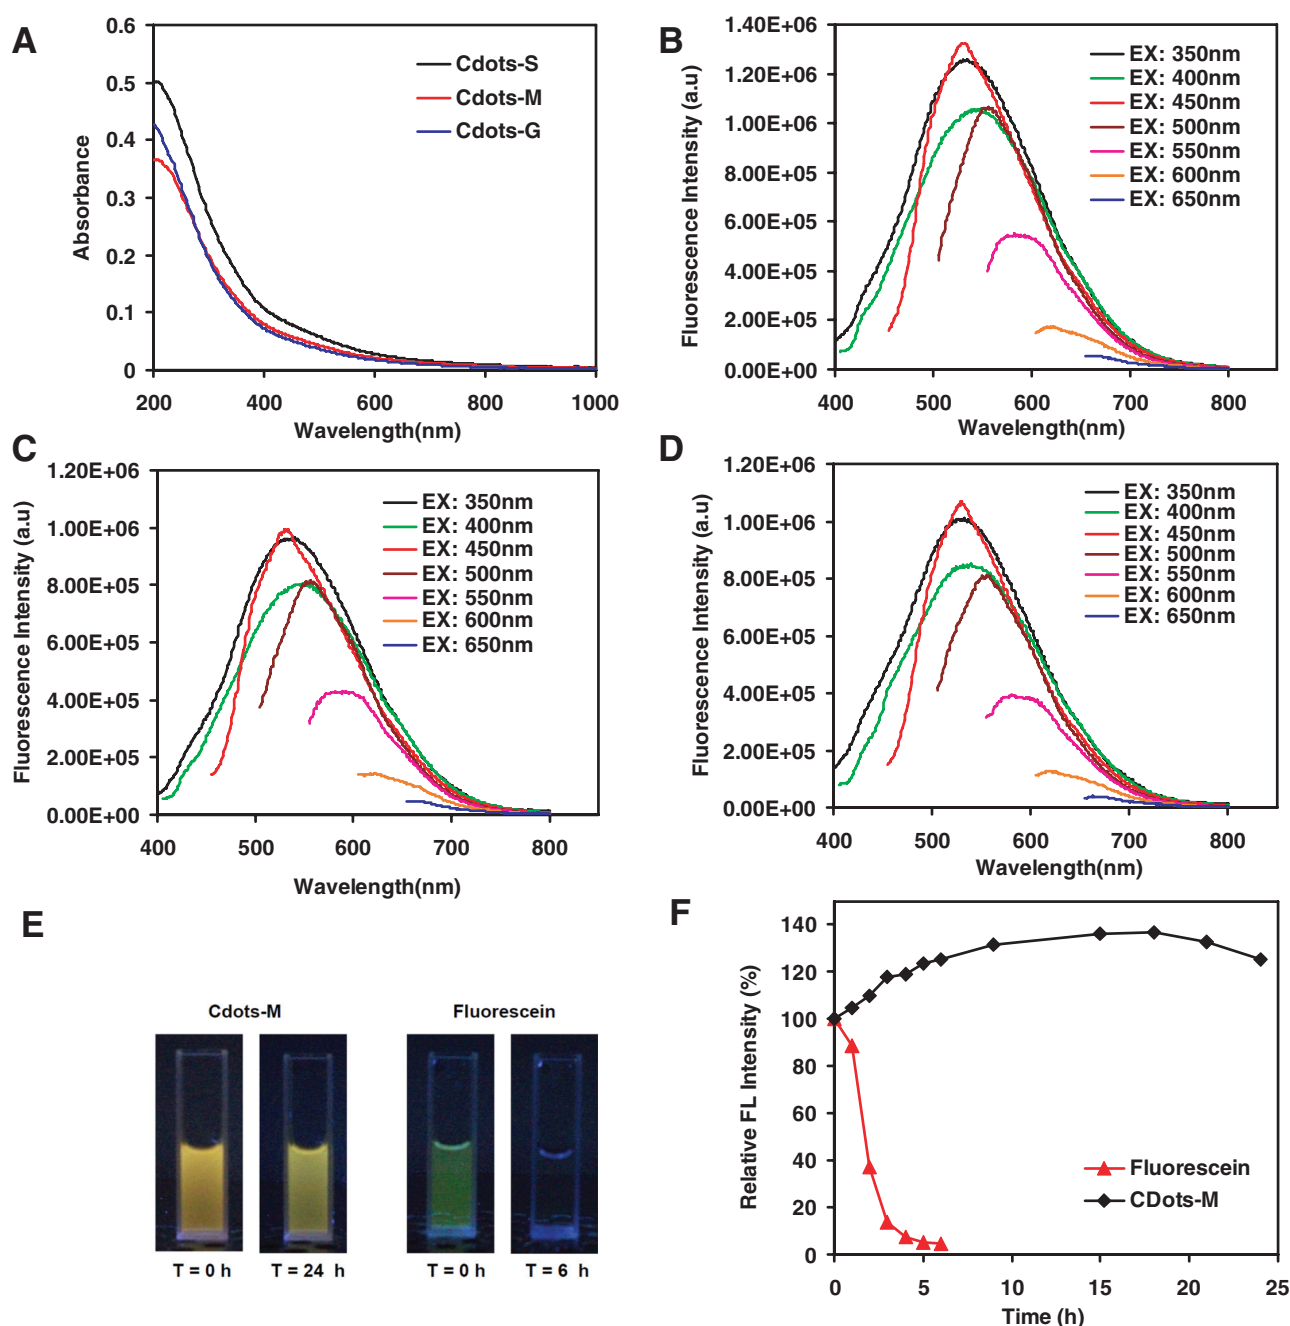 A
0.6
0.5
0.4
0.3
0.2
0.1
0
Absorbance
Cdots-S
Cdots-M
Cdots-G
200
400
600
800
1000
Wavelength(nm)
B
1.40E+06
1.20E+06
1.00E+06
8.00E+05
6.00E+05
4.00E+05
2.00E+05
0.00E+00
Fluorescence Intensity (a.u)
EX: 350nm
EX: 400nm
EX: 450nm
EX: 500nm
EX: 550nm
EX: 600nm
EX: 650nm
400
500
600
700
800
Wavelength(nm)
C
1.20E+06
1.00E+06
8.00E+05
6.00E+05
4.00E+05
2.00E+05
0.00E+00
Fluorescence Intensity (a.u)
EX: 350nm
EX: 400nm
EX: 450nm
EX: 500nm
EX: 550nm
EX: 600nm
EX: 650nm
400
500
600
700
800
Wavelength(nm)
D
1.20E+06
1.00E+06
8.00E+05
6.00E+05
4.00E+05
2.00E+05
0.00E+00
Fluorescence Intensity (a.u)
EX: 350nm
EX: 400nm
EX: 450nm
EX: 500nm
EX: 550nm
EX: 600nm
EX: 650nm
400
500
600
700
800
Wavelength(nm)
E
Cdots-M
Fluorescein
T = 0 h
T = 24 h
T = 0 h
T = 6 h
F
140
120
100
80
60
40
20
0
Relative FL Intensity (%)
Fluorescein
CDots-M
0
5
10
15
20
25
Time (h)